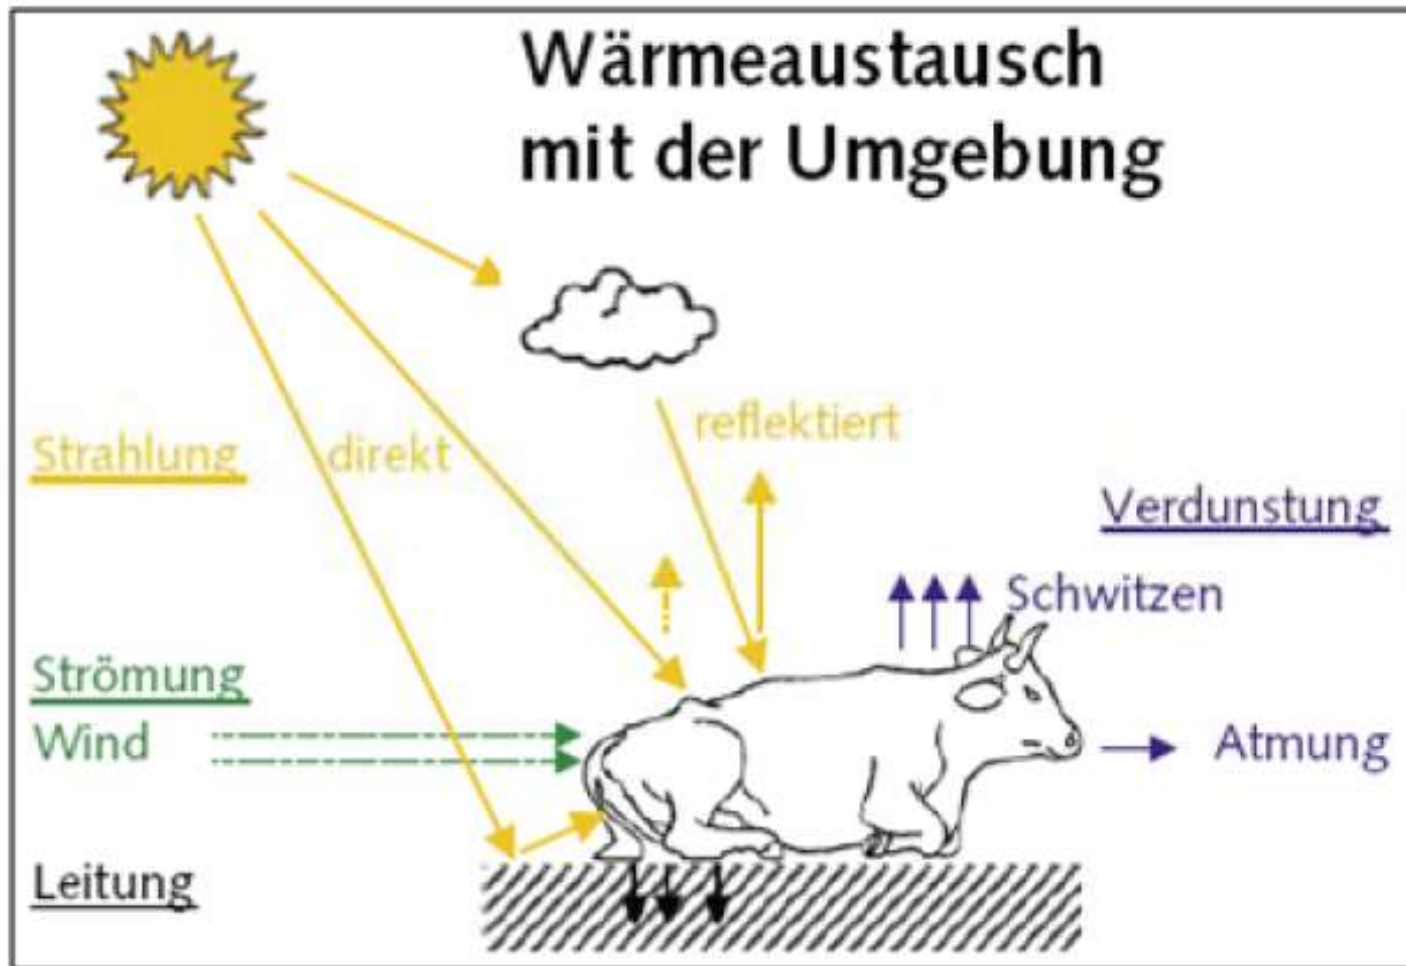 Wärmeaustausch
mit der Umgebung
reflektiert
Strahlung
direkt
Verdunstung
Schwitzen
Strömung
Wind
Atmung
Leitung